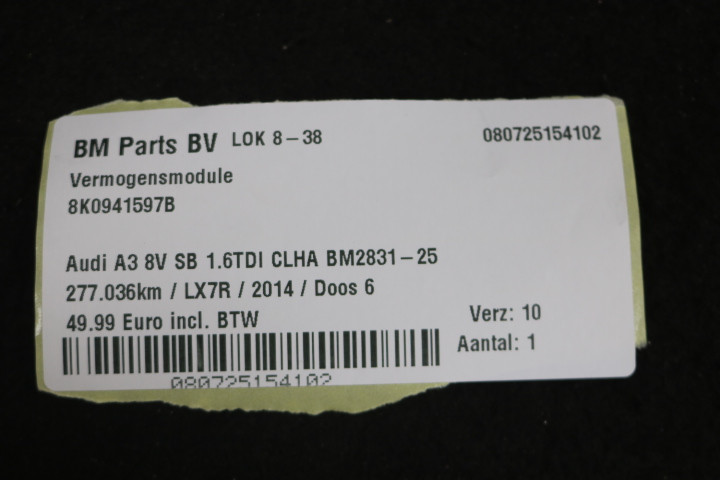 BM Parts BV LOK 8-38 080725154102
Vermogensmodule
8K0941597B
Audi A3 8V SB 1.6TDI CLHA BM2831-25
277.036km / LX7R / 2014 / Doos 6
49.99 Euro incl. BTW Verz: 10
Aantal: 1
080725154102